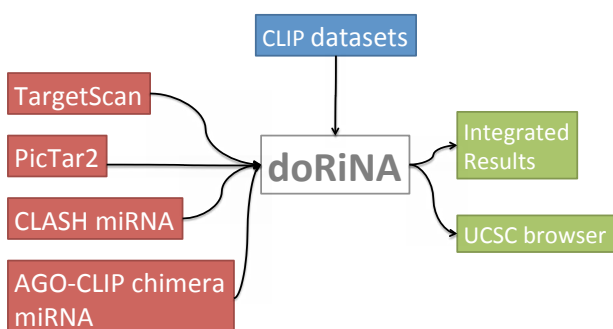 CLIP datasets
TargetScan
PicTar2
CLASH miRNA
AGO-CLIP chimera
miRNA
doRiNA
Integrated
Results
UCSC browser